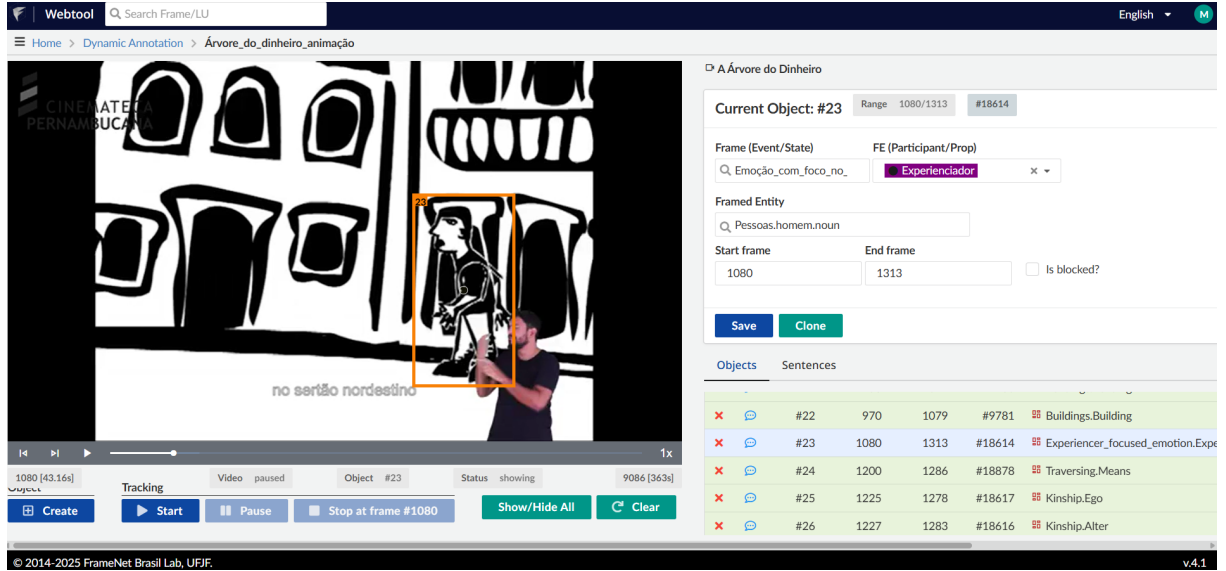 Webtool
Search Frame/LU
English
M
Home > Dynamic Annotation > Árvore_do_dinheiro_animação
CINEMATECA
PERNAMBUCANA
23
no sertão nordestino
1x
1080 [43.16s]
Video paused
Object #23
Status showing
9086 [363s]
Object
Tracking
Create
Start
Pause
Stop at frame #1080
Show/Hide All
Clear
A Árvore do Dinheiro
Current Object: #23
Range 1080/1313
#18614
Frame (Event/State)
FE (Participant/Prop)
Emoção_com_foco_no_
Experienciador
Framed Entity
Pessoas.homem.noun
Start frame
End frame
1080
1313
Is blocked?
Save
Clone
Objects
Sentences
#22 970 1079 #9781 Buildings.Building
#23 1080 1313 #18614 Experiencer_focused_emotion.Expe
#24 1200 1286 #18878 Traversing.Means
#25 1225 1278 #18617 Kinship.Ego
#26 1227 1283 #18616 Kinship.Alter
© 2014-2025 FrameNet Brasil Lab, UFJF.
v.4.1